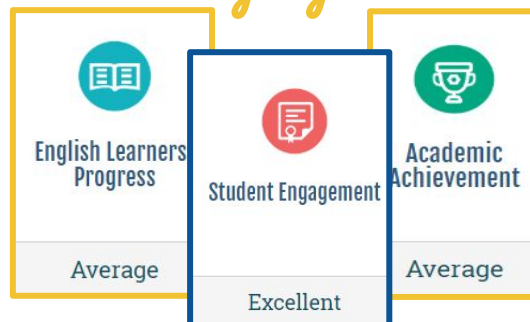 English Learners
Progress
Average
Student Engagement
Excellent
Academic
Achievement
Average